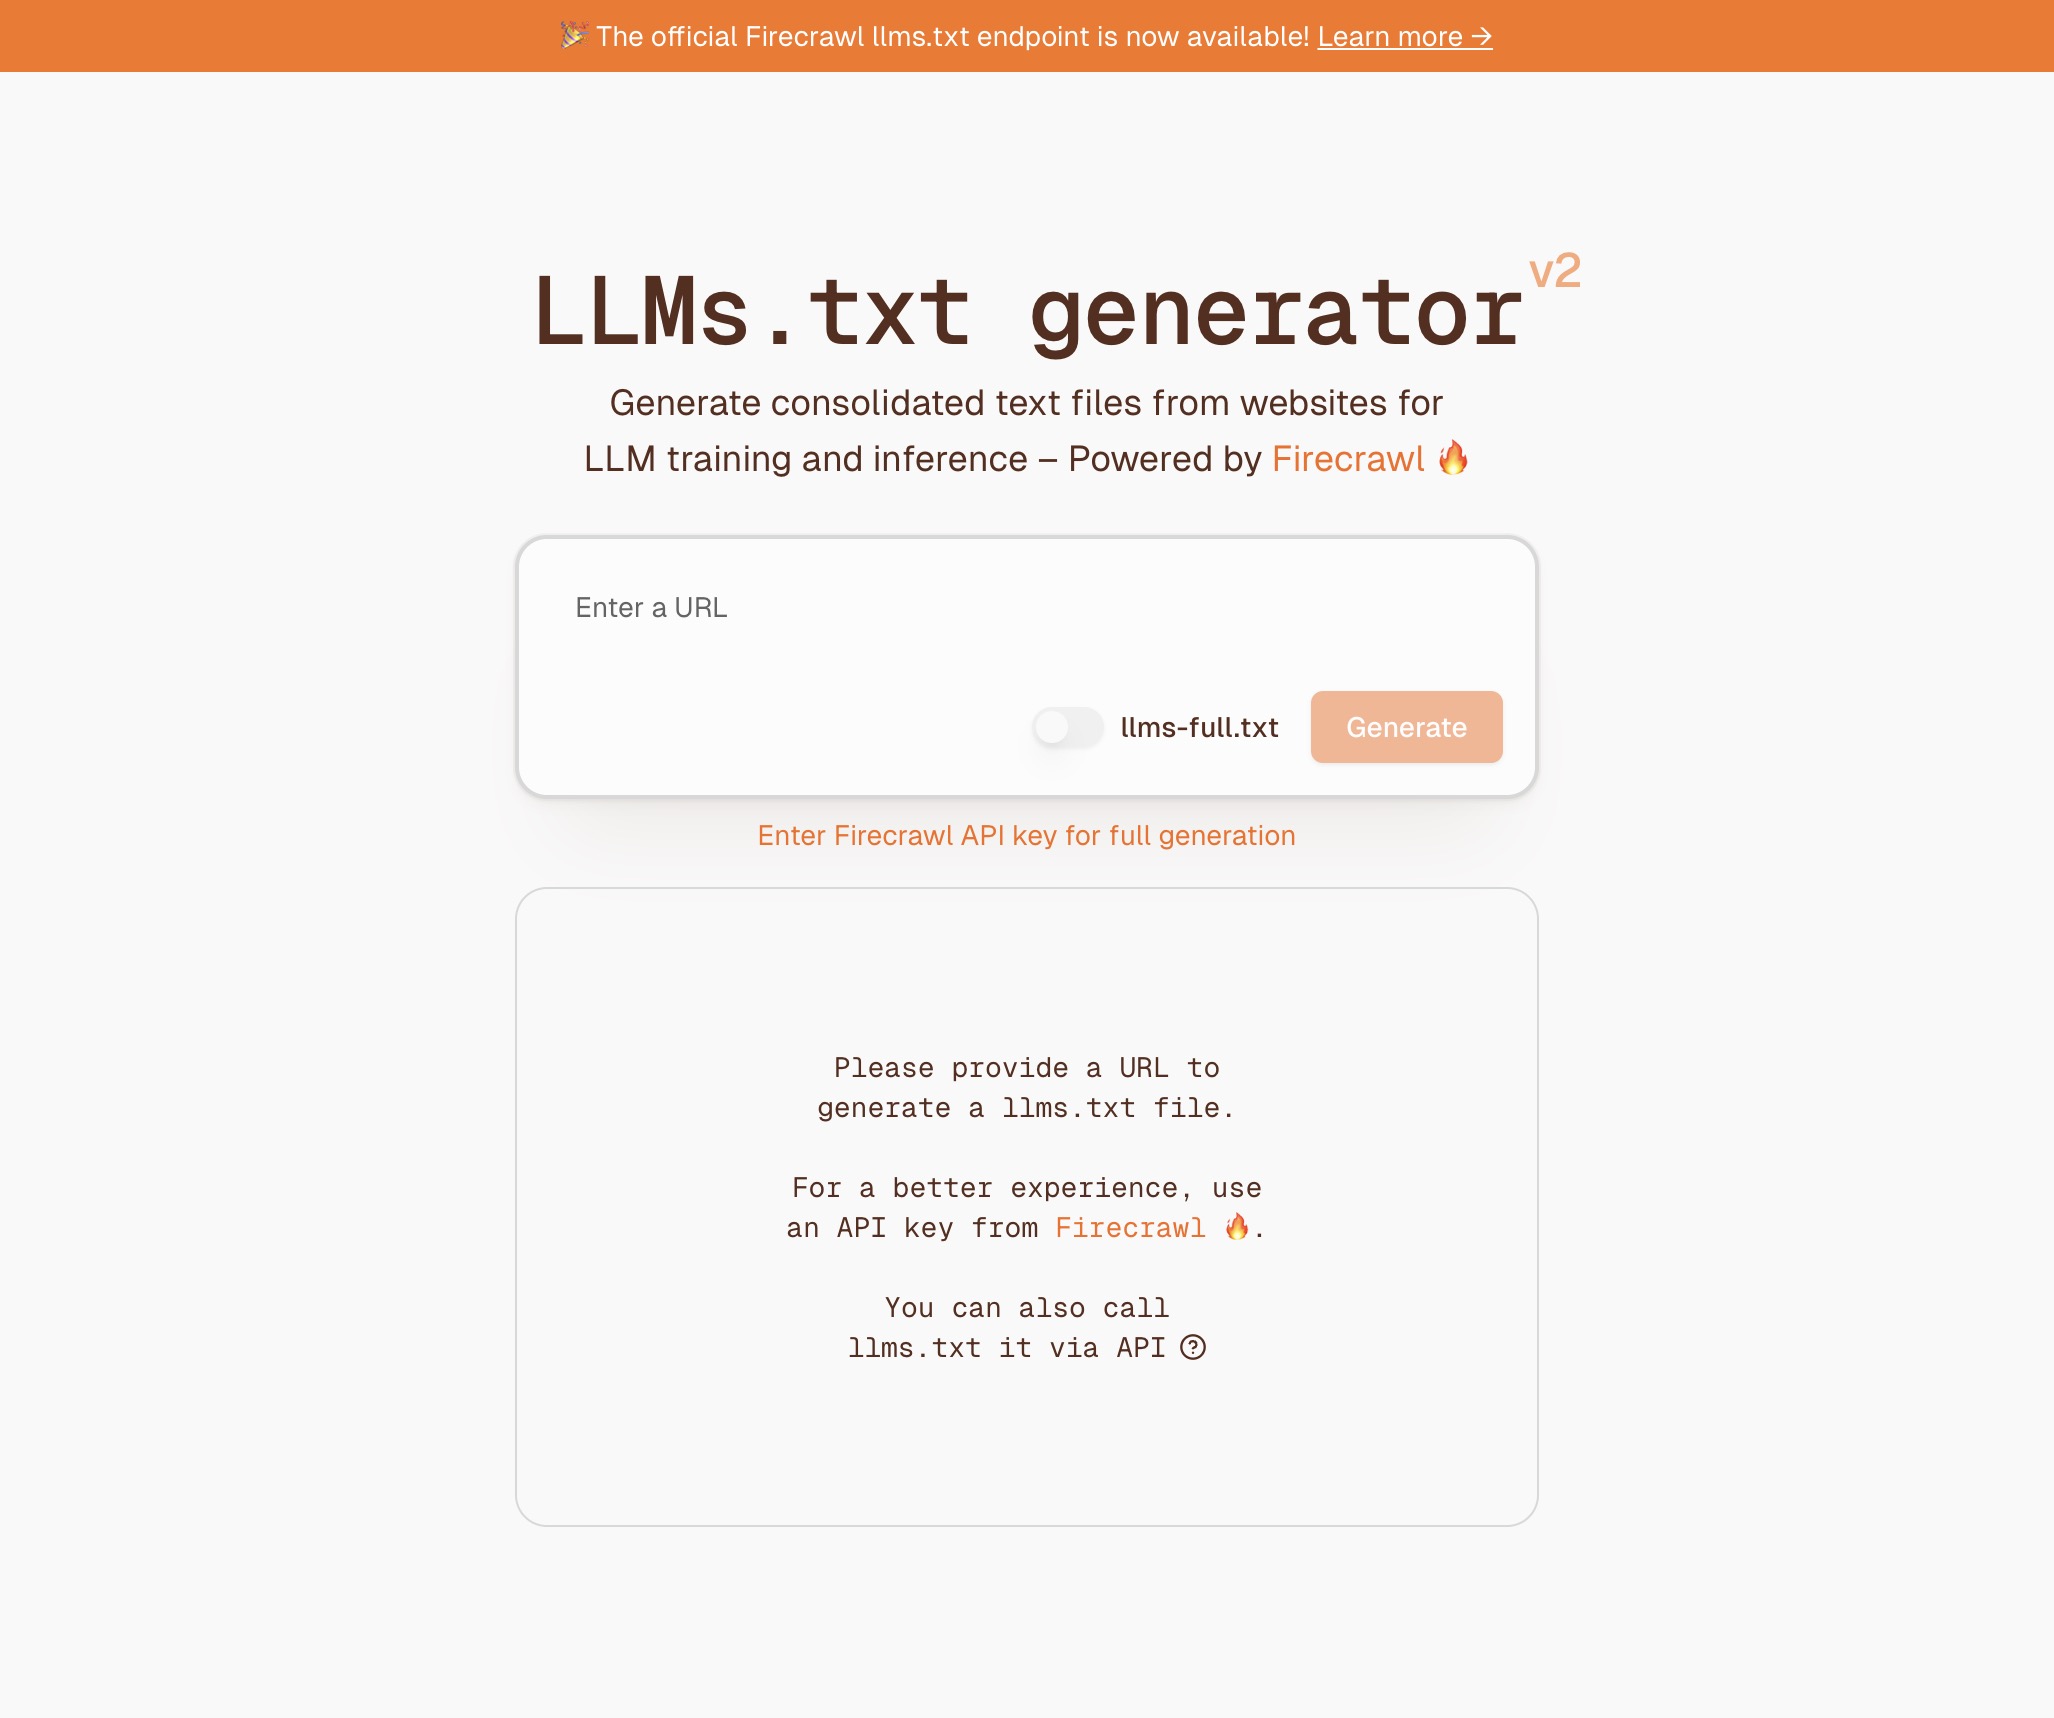 🎉 The official Firecrawl llms.txt endpoint is now available! Learn more →
LLMs.txt generator v2
Generate consolidated text files from websites for
LLM training and inference – Powered by Firecrawl 🔥
Enter a URL
llms-full.txt Generate
Enter Firecrawl API key for full generation
Please provide a URL to
generate a llms.txt file.
For a better experience, use
an API key from Firecrawl 🔥.
You can also call
llms.txt it via API ?